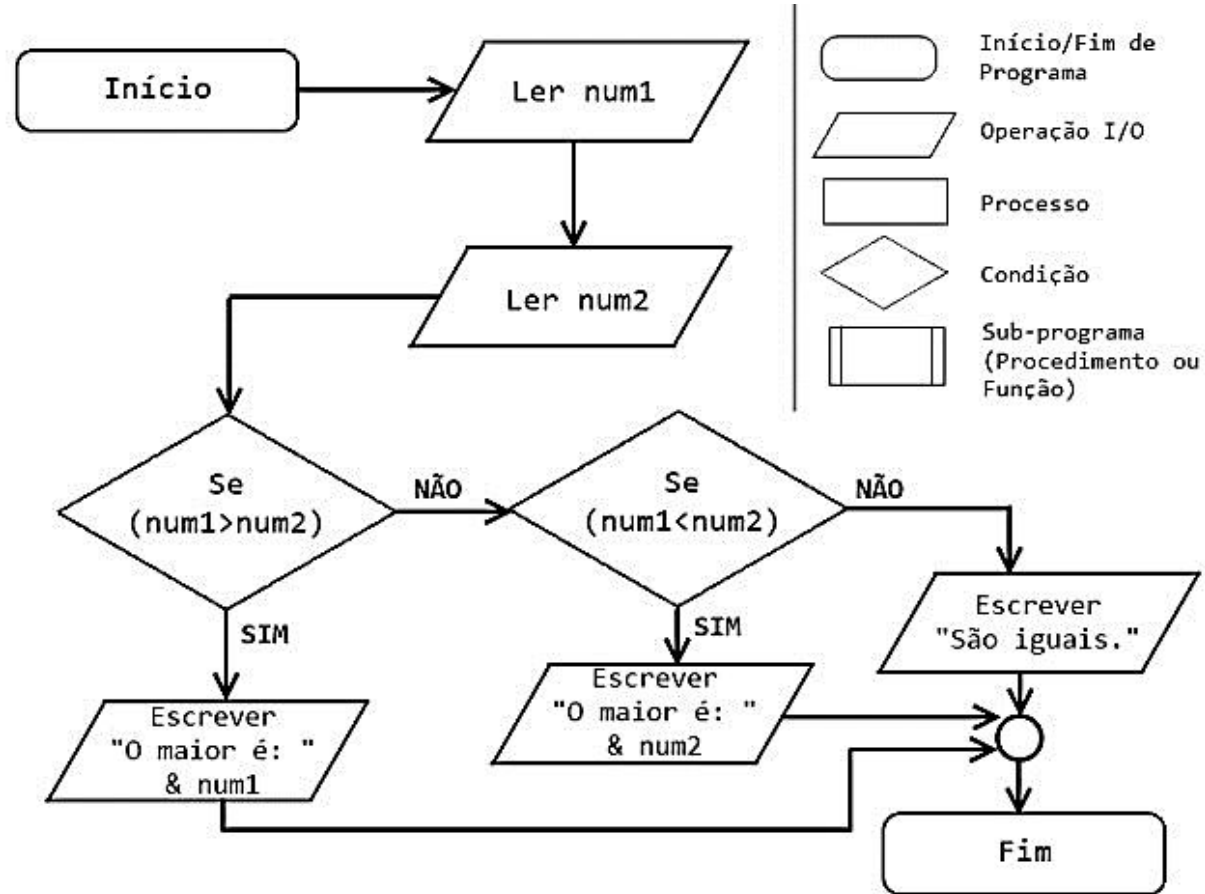 Início
Ler num1
Ler num2
Se
(num1>num2)
NÃO
SIM
Se
(num1<num2)
NÃO
SIM
Escrever
"São iguais."
Escrever
"O maior é: "
& num2
Escrever
"O maior é: "
& num1
Fim
Início/Fim de
Programa
Operação I/O
Processo
Condição
Sub-programa
(Procedimento ou
Função)